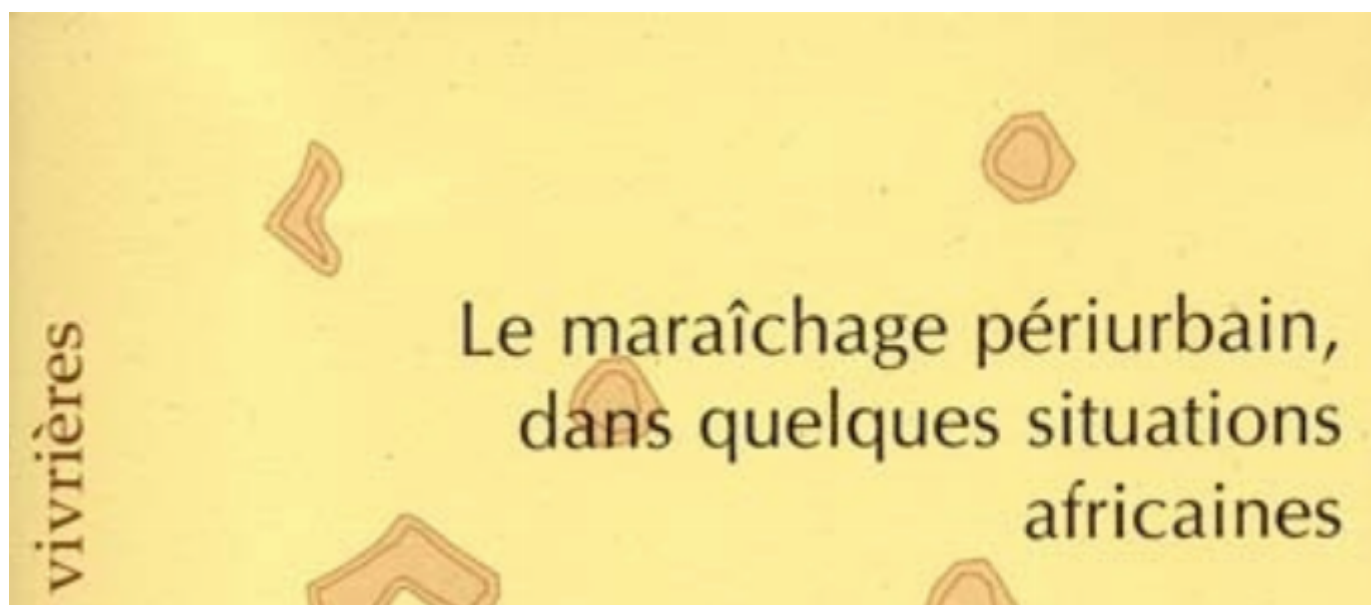 Le maraîchage périurbain,
dans quelques situations
africaines
vivrières